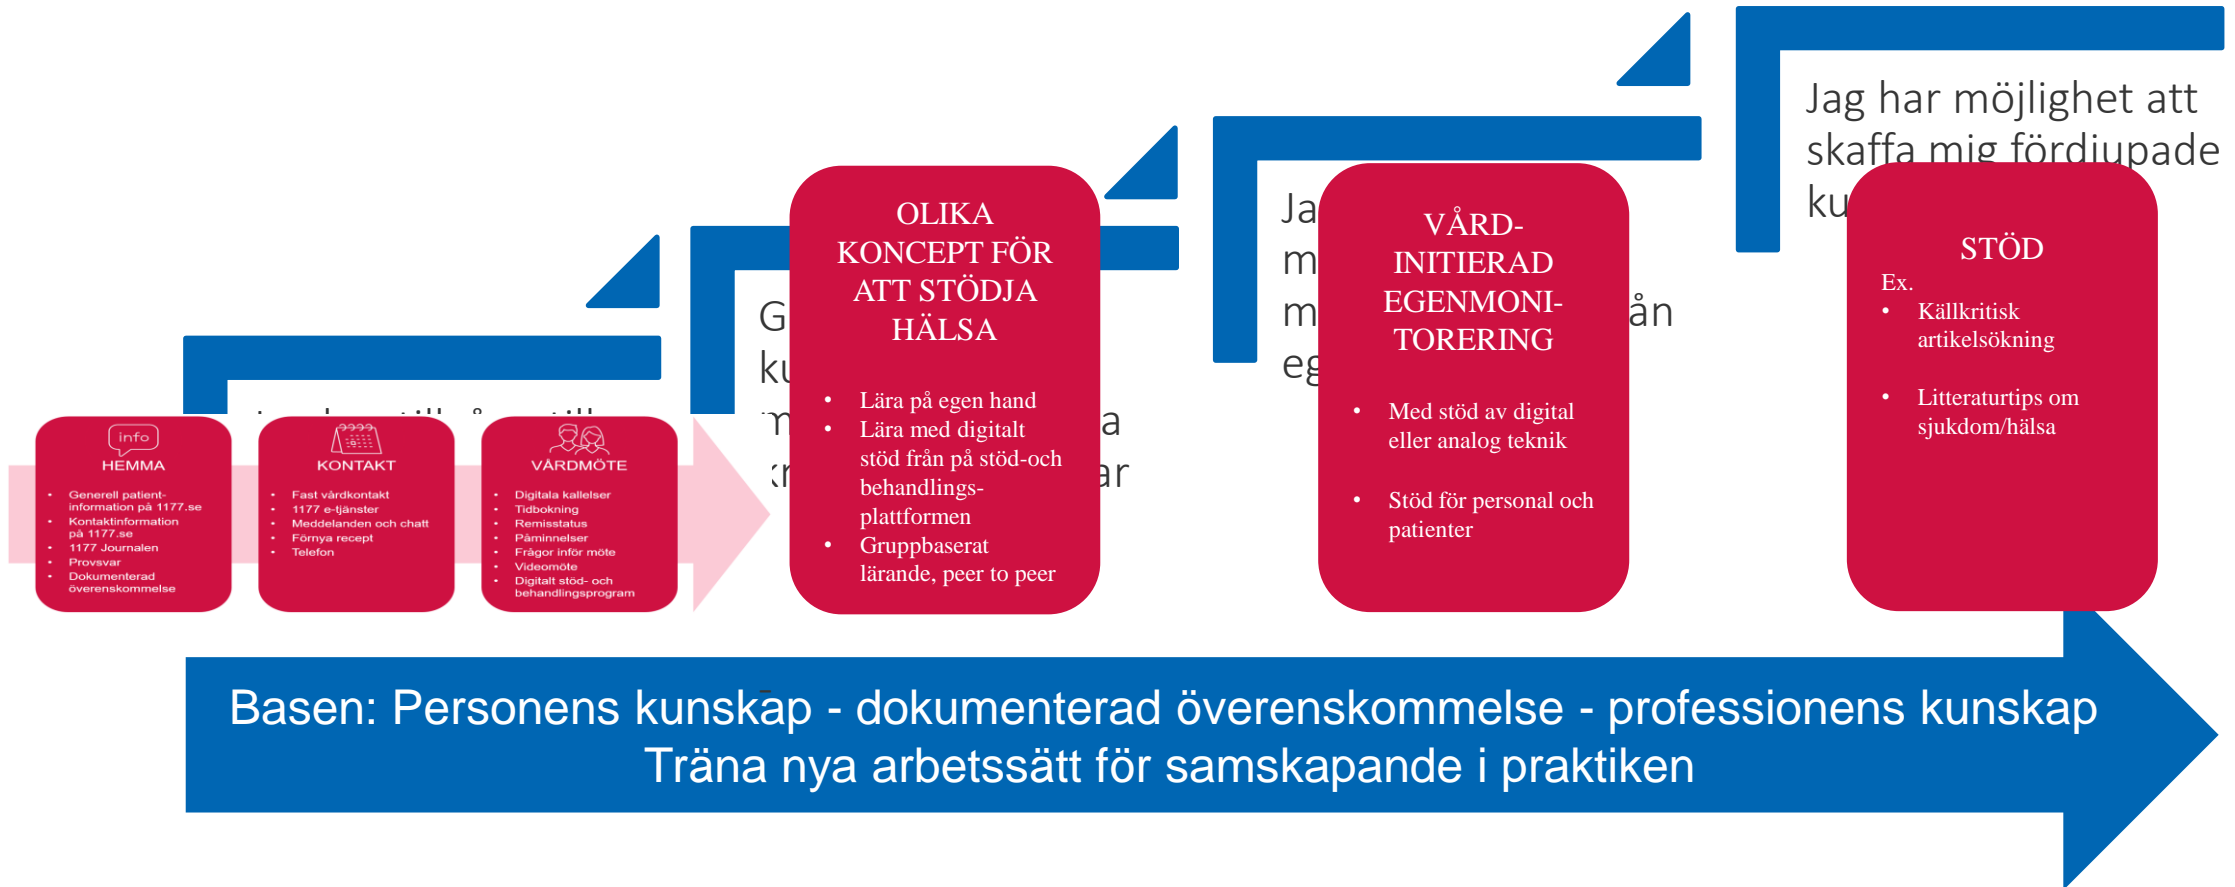 Jag har möjlighet att
skaffa mig fördjupade
STÖD
Ex.
• Källkritisk
artikelsökning
• Litteraturtips om
sjukdom/hälsa
VÅRD-
INITIERAD
EGENMONI-
TORERING
• Med stöd av digital
eller analog teknik
• Stöd för personal och
patienter
OLIKA
KONCEPT FÖR
ATT STÖDJA
HÄLSA
• Lära på egen hand
• Lära med digitalt
stöd från på stöd-och
behandlings-
plattformen
• Gruppbaserat
lärande, peer to peer
info
HEMMA
• Generell patient-
information på 1177.se
• Kontaktinformation
på 1177.se
• 1177 Journalen
• Provsvar
• Dokumenterad
överenskommelse
KONTAKT
• Fast vårdkontakt
• 1177 e-tjänster
• Meddelanden och chatt
• Förnya recept
• Telefon
VÅRDMÖTE
• Digitala kallelser
• Tidbokning
• Remisstatus
• Påminnelser
• Frågor inför möte
• Videomöte
• Digitalt stöd- och
behandlingsprogram
Basen: Personens kunskap - dokumenterad överenskommelse - professionens kunskap
Träna nya arbetssätt för samskapande i praktiken